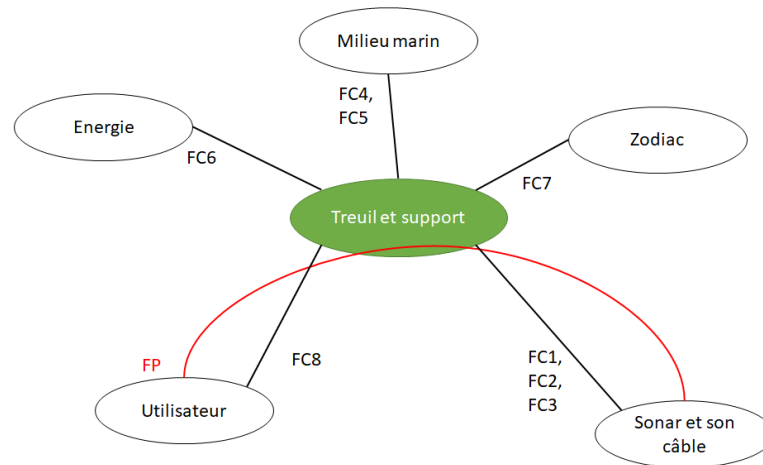 Milieu marin
FC4,
FC5
Energie
Zodiac
FC6
FC7
Treuil et support
FP
FC8
FC1,
FC2,
FC3
Utilisateur
Sonar et son
câble